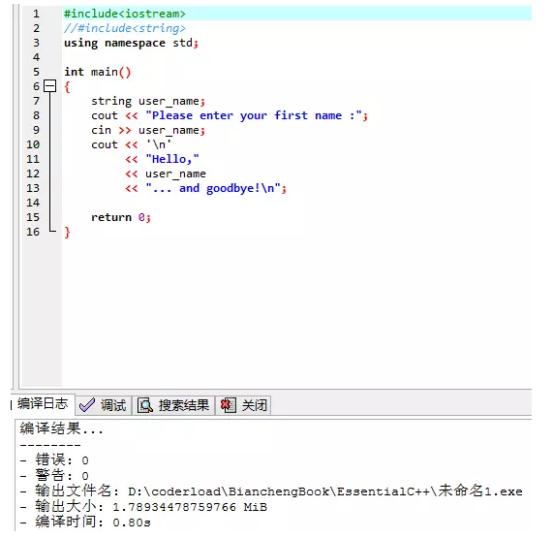 1 #include<iostream>
2 //#include<string>
3 using namespace std;
4
5 int main()
6 {
7 string user_name;
8 cout << "Please enter your first name :";
9 cin >> user_name;
10 cout << '\n'
11 << "Hello,"
12 << user_name
13 << "... and goodbye!\n";
14
15 return 0;
16 }
编译日志 调试 搜索结果 关闭
编译结果...
--------
- 错误: 0
- 警告: 0
- 输出文件名: D:\coderload\BianchengBook\EssentialC++\未命名1.exe
- 输出大小: 1.78934478759766 MiB
- 编译时间: 0.80s